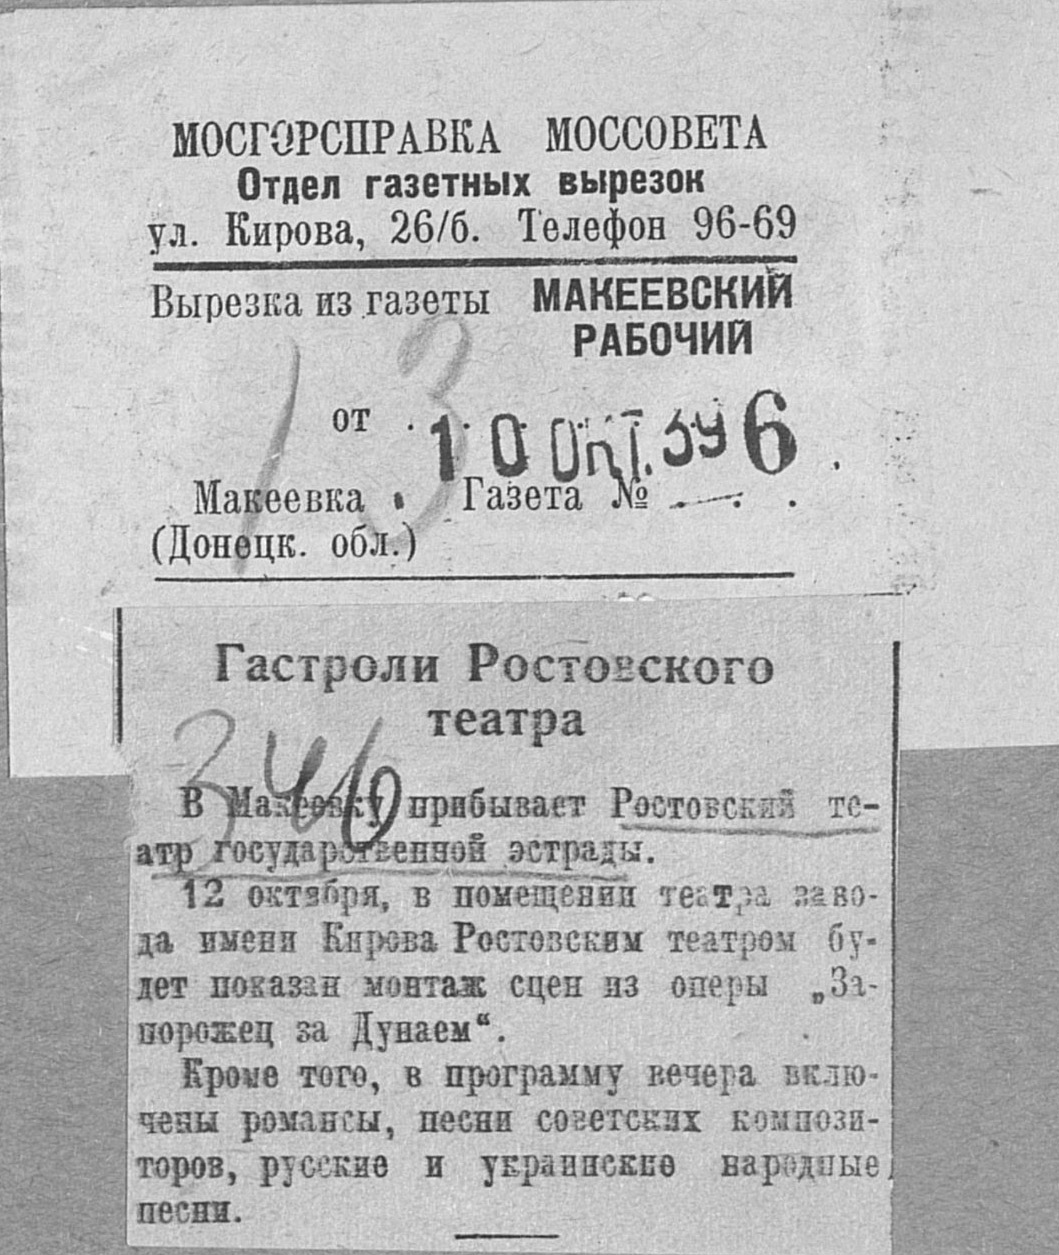 МОСГОРСПРАВКА МОССОВЕТА
Отдел газетных вырезок
ул. Кирова, 26/б. Телефон 96-69
Вырезка из газеты МАКЕЕВСКИЙ
РАБОЧИЙ
13
от . 10 ОКТ. 39 6 .
Макеевка . Газета №
(Донецк. обл.)
Гастроли Ростовского
театра
346
В Макеевку прибывает Ростовский те-
атр государственной эстрады.
12 октября, в помещении театра заво-
да имени Кирова Ростовским театром бу-
дет показан монтаж сцен из оперы „За-
порожец за Дунаем“.
Кроме того, в программу вечера вклю-
чены романсы, песни советских компози-
торов, русские и украинские народные
песни.